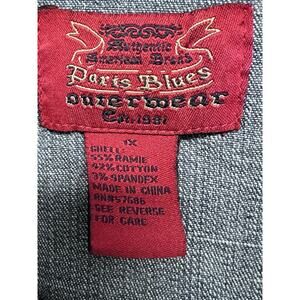 Authentic
American Brand
Paris Blues
outerwear
Est.1981
1X
SHELL:
55% RAMIE
42% COTTON
3% SPANDEX
MADE IN CHINA
RN#57686
SEE REVERSE
FOR CARE